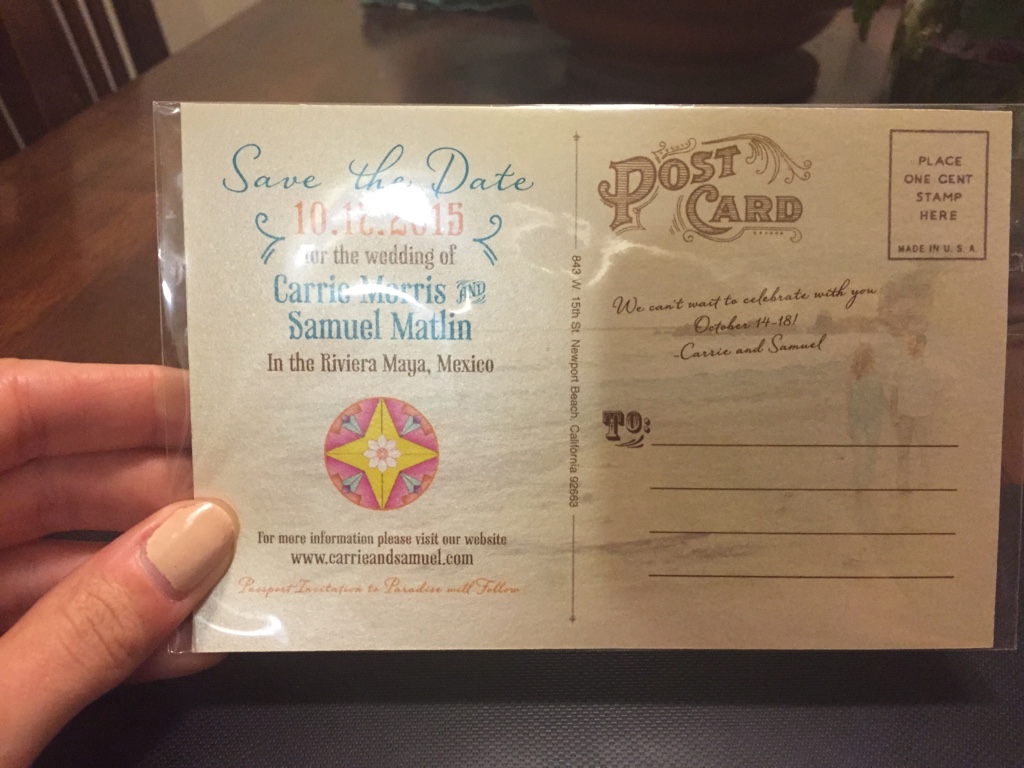 Save the Date
for the wedding of
Carrie Morris AND
Samuel Matlin
In the Riviera Maya, Mexico
For more information please visit our website
www.carrieandsamuel.com
Passport Invitation to Paradise will Follow
843 W 15th St. Newport Beach, California 92663
POST
CARD
PLACE
ONE CENT
STAMP
HERE
MADE IN U.S.A.
We can't wait to celebrate with you
October 14-18!
-Carrie and Samuel
TO: